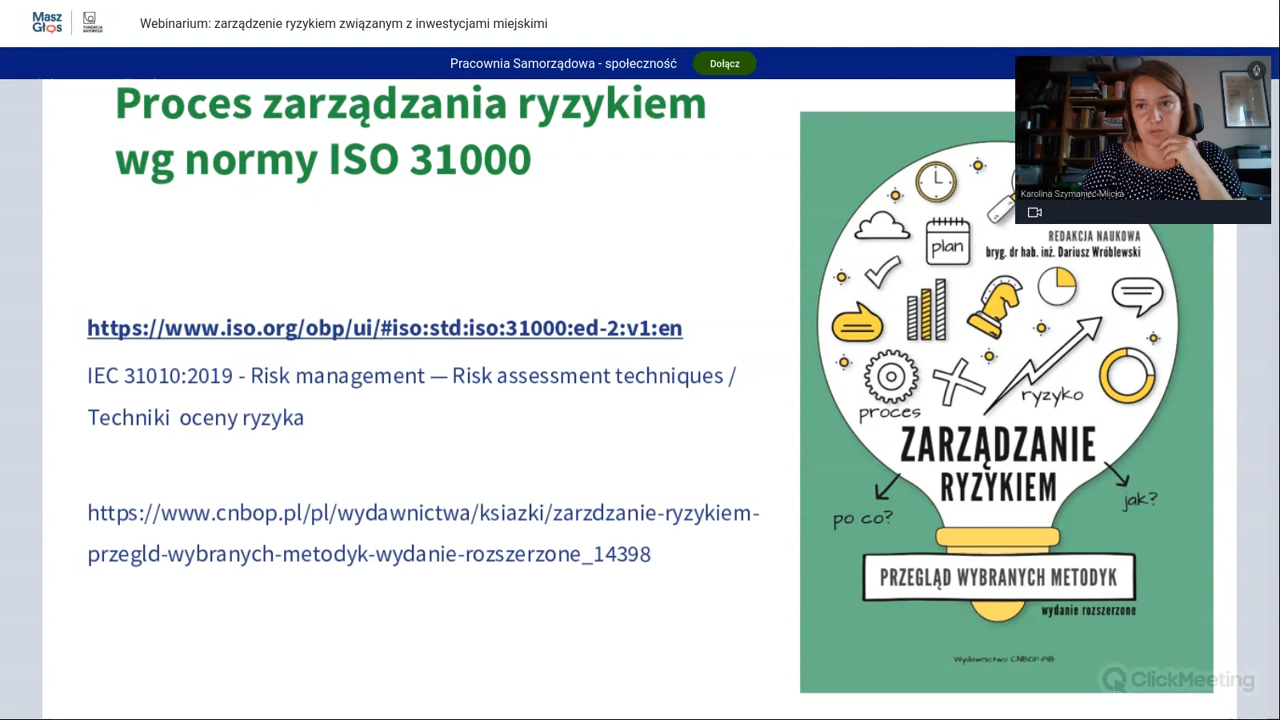 Masz
Głos
FUNDACJA
BATOREGO
Webinarium: zarządzenie ryzykiem związanym z inwestycjami miejskimi
Pracownia Samorządowa - społeczność
Dołącz
Proces zarządzania ryzykiem
wg normy ISO 31000
Karolina Szymaniec-Mlicka
https://www.iso.org/obp/ui/#iso:std:iso:31000:ed-2:v1:en
IEC 31010:2019 - Risk management — Risk assessment techniques /
Techniki oceny ryzyka
https://www.cnbop.pl/pl/wydawnictwa/ksiazki/zarzdzanie-ryzykiem-
przegld-wybranych-metodyk-wydanie-rozszerzone_14398
REDAKCJA NAUKOWA
bryg. dr hab. inż. Dariusz Wróblewski
plan
ryzyko
proces
ZARZĄDZANIE
RYZYKIEM
po co?
jak?
PRZEGLĄD WYBRANYCH METODYK
wydanie rozszerzone
Wydawnictwo CNBOP-PIB
ClickMeeting